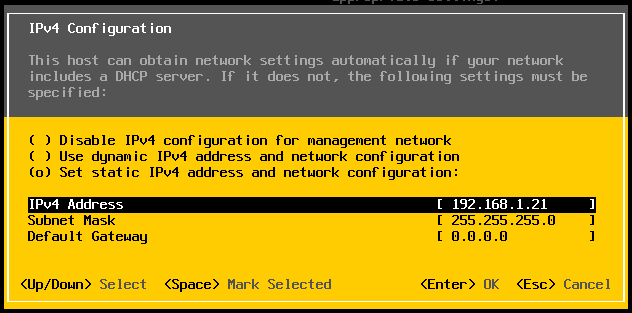 appropriate settings.
IPv4 Configuration
This host can obtain network settings automatically if your network
includes a DHCP server. If it does not, the following settings must be
specified:
( ) Disable IPv4 configuration for management network
( ) Use dynamic IPv4 address and network configuration
(o) Set static IPv4 address and network configuration:
IPv4 Address [ 192.168.1.21 ]
Subnet Mask [ 255.255.255.0 ]
Default Gateway [ 0.0.0.0 ]
<Up/Down> Select <Space> Mark Selected <Enter> OK <Esc> Cancel